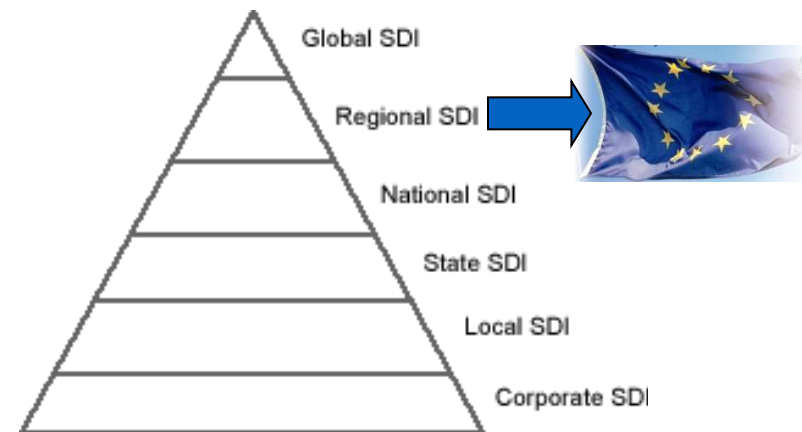 Global SDI
Regional SDI
National SDI
State SDI
Local SDI
Corporate SDI